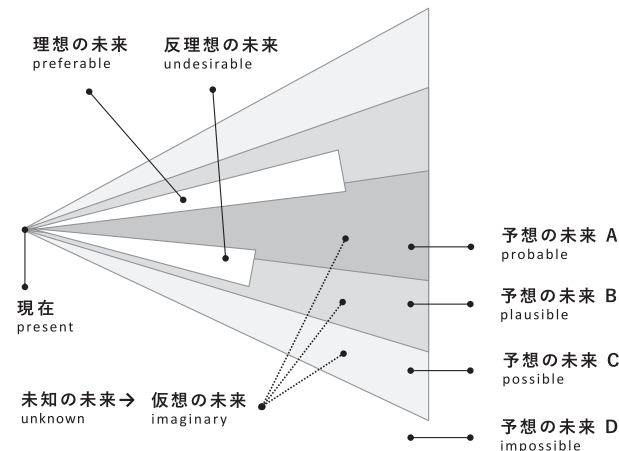 理想の未来
preferable
反理想の未来
undesirable
現在
present
予想の未来 A
probable
予想の未来 B
plausible
予想の未来 C
possible
未知の未来→
unknown
仮想の未来
imaginary
予想の未来 D
impossible